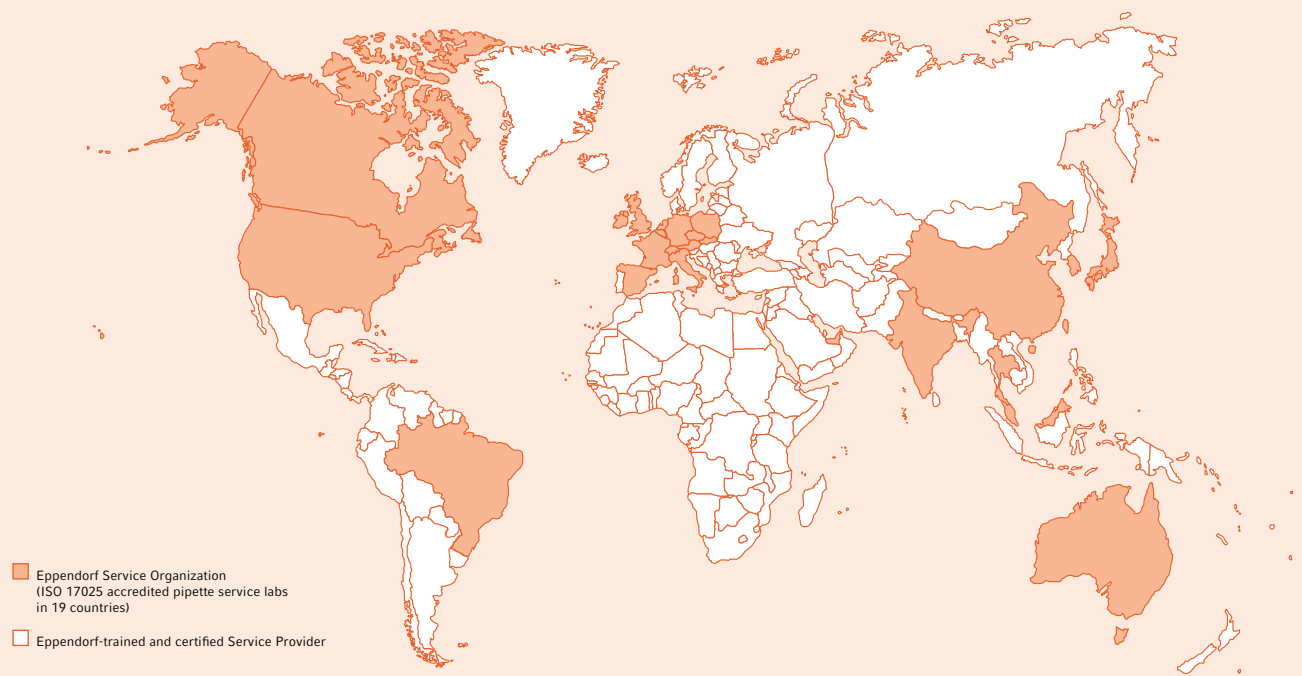 Eppendorf Service Organization
(ISO 17025 accredited pipette service labs
in 19 countries)
Eppendorf-trained and certified Service Provider